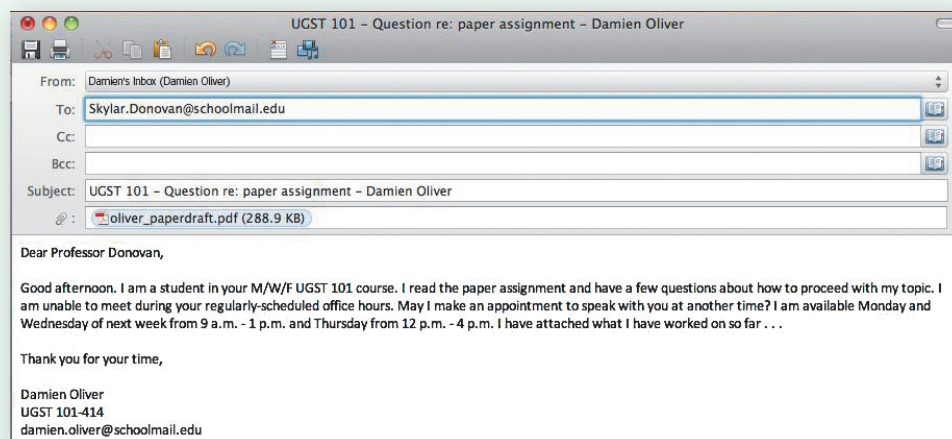 UGST 101 – Question re: paper assignment – Damien Oliver
From: Damien's Inbox (Damien Oliver)
To: Skylar.Donovan@schoolmail.edu
Cc:
Bcc:
Subject: UGST 101 – Question re: paper assignment – Damien Oliver
: oliver_paperdraft.pdf (288.9 KB)
Dear Professor Donovan,
Good afternoon. I am a student in your M/W/F UGST 101 course. I read the paper assignment and have a few questions about how to proceed with my topic. I
am unable to meet during your regularly-scheduled office hours. May I make an appointment to speak with you at another time? I am available Monday and
Wednesday of next week from 9 a.m. - 1 p.m. and Thursday from 12 p.m. - 4 p.m. I have attached what I have worked on so far . . .
Thank you for your time,
Damien Oliver
UGST 101-414
damien.oliver@schoolmail.edu